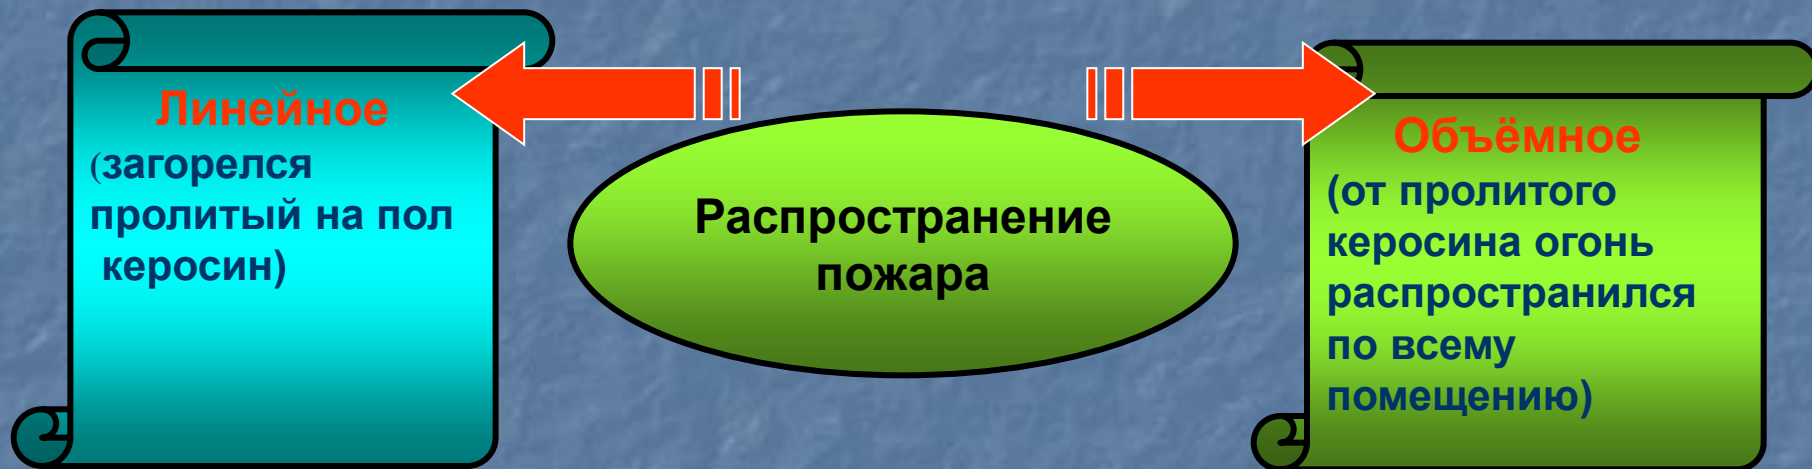 Линейное
(загорелся
пролитый на пол
керосин)
Распространение
пожара
Объёмное
(от пролитого
керосина огонь
распространился
по всему
помещению)